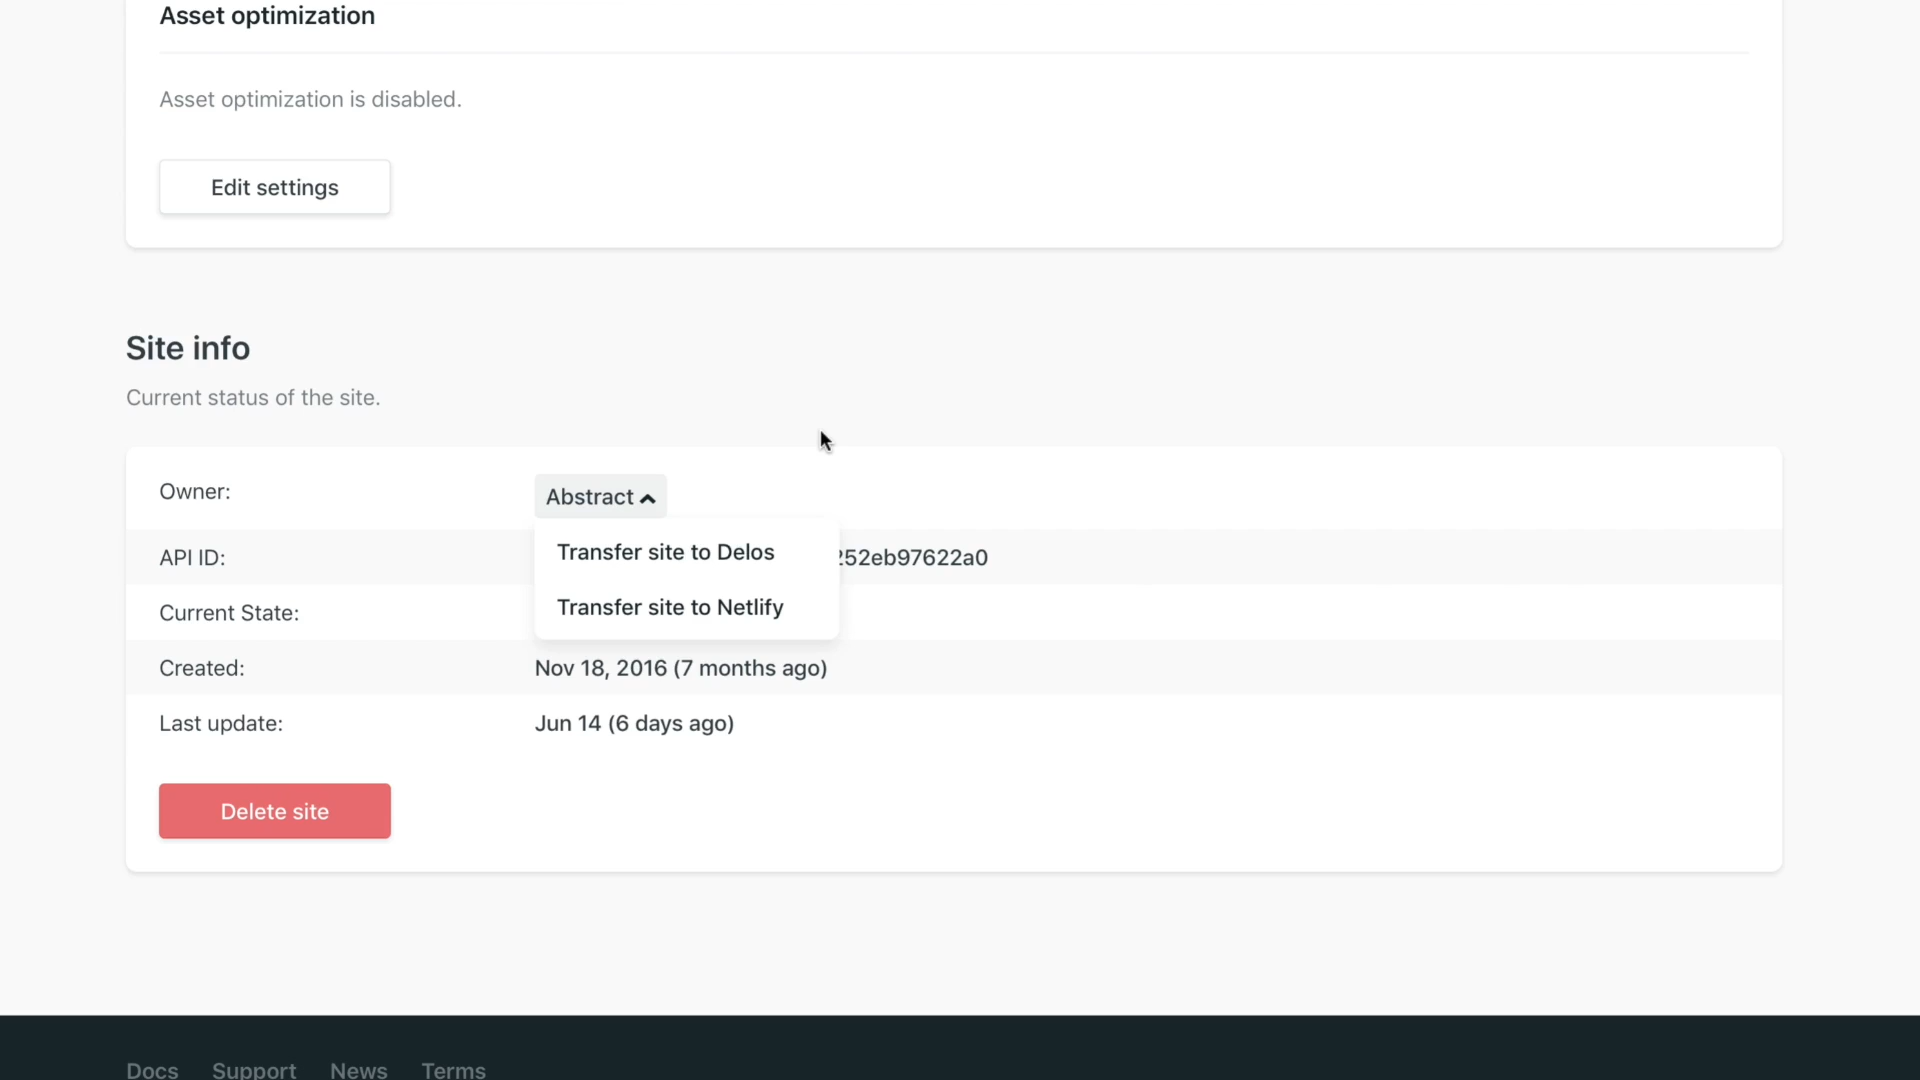 Asset optimization
Asset optimization is disabled.
Edit settings
Site info
Current status of the site.
Owner:
Abstract
Transfer site to Delos
Transfer site to Netlify
API ID:
252eb97622a0
Current State:
Created:
Nov 18, 2016 (7 months ago)
Last update:
Jun 14 (6 days ago)
Delete site
Docs Support News Terms